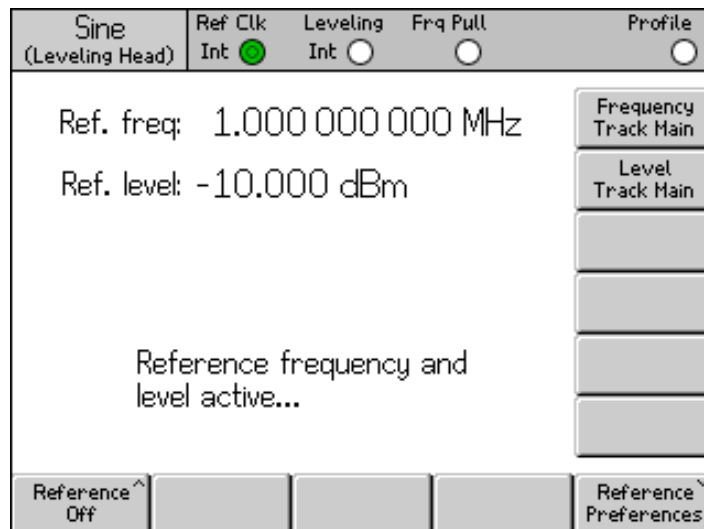 Sine
(Leveling Head)
Ref Clk
Int
Leveling
Int
Frq Pull
Profile
Ref. freq: 1.000 000 000 MHz
Ref. level: -10.000 dBm
Frequency
Track Main
Level
Track Main
Reference frequency and
level active...
Reference^
Off
Reference
Preferences